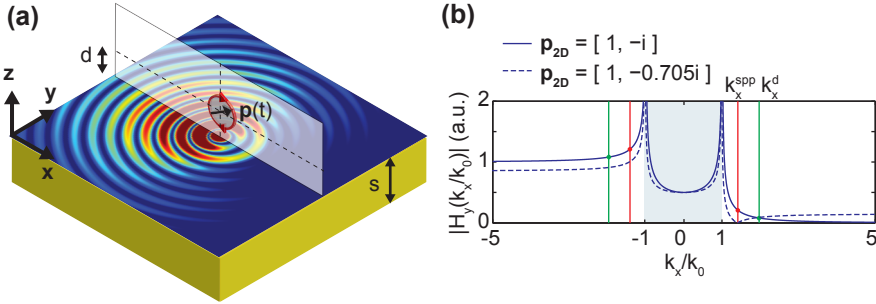 (a)
d
z
y
x
p(t)
s
(b)
p2D = [ 1, −i ]
p2D = [ 1, −0.705i ]
kxspp kxd
|Hy(kx/k0)| (a.u.)
2
1
0
-5 -1 0 1 5
kx/k0